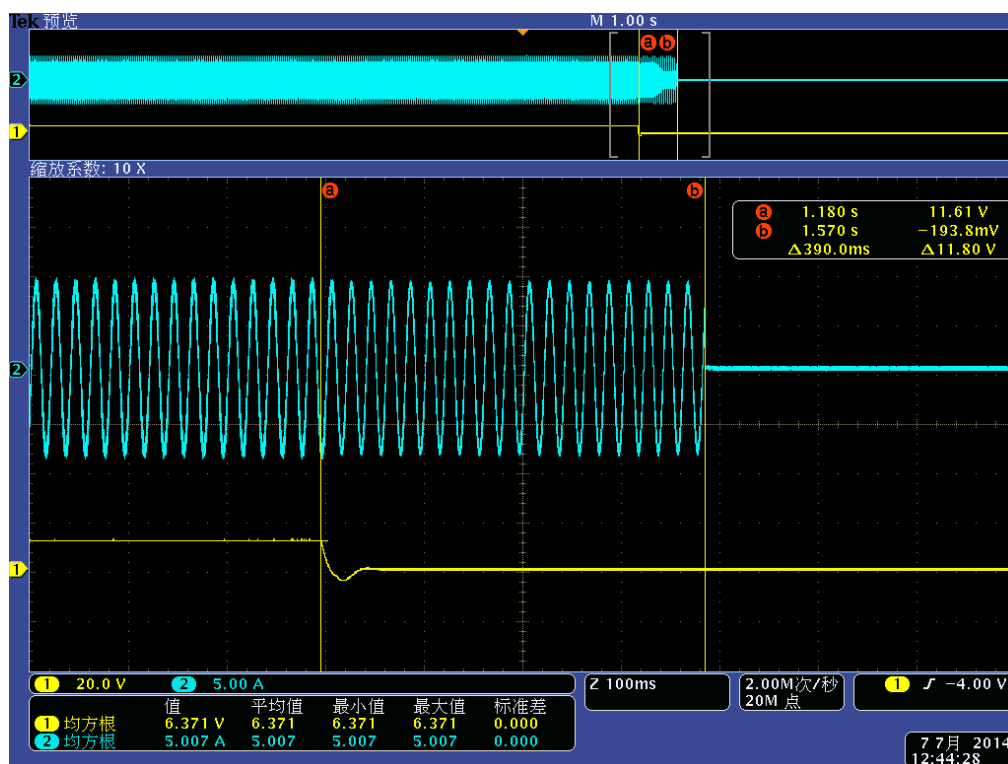 Tek 预览 M 1.00 s
a b
2
1
缩放系数: 10 X
a b
a 1.180 s 11.61 V
b 1.570 s −193.8mV
Δ390.0ms Δ11.80 V
2
1
1 20.0 V 2 5.00 A Z 100ms 2.00M次/秒 1 ʃ −4.00 V
20M 点
值 平均值 最小值 最大值 标准差
1 均方根 6.371 V 6.371 6.371 6.371 0.000
2 均方根 5.007 A 5.007 5.007 5.007 0.000
7 7月 2014
12:44:28